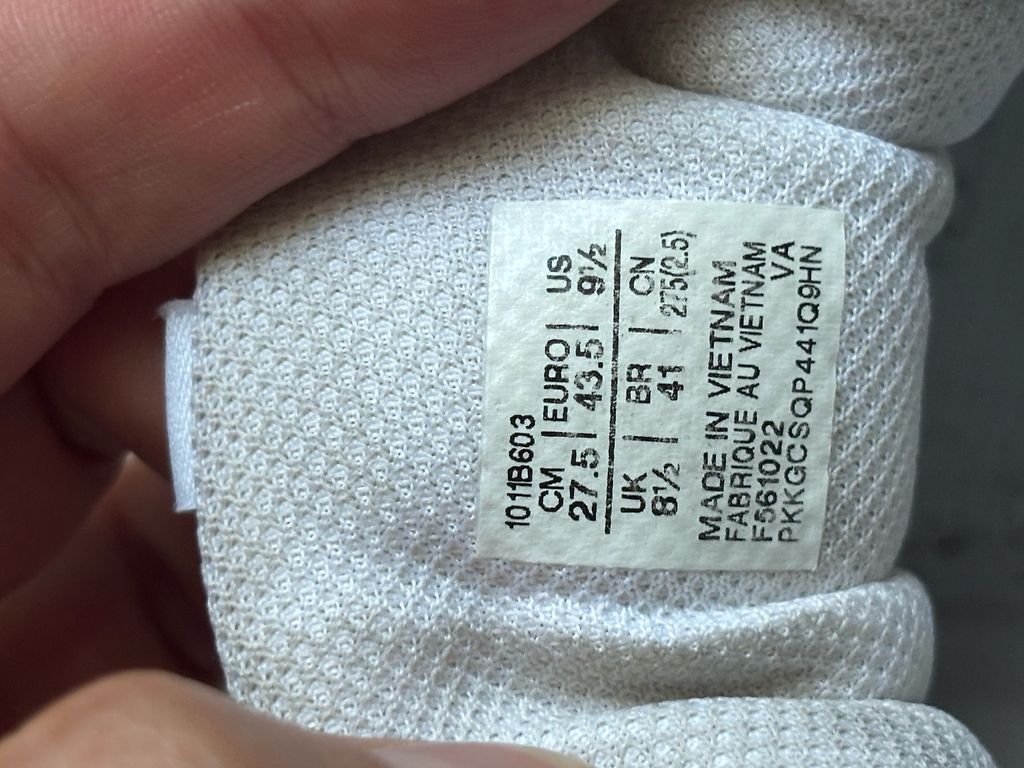 1011B603
CM | EURO | US
27.5 | 43.5 | 9½
UK | BR | CN
8½ | 41 | 275(2.5)
MADE IN VIETNAM
FABRIQUE AU VIETNAM
F561022 VA
PKKGCSQP441Q9HN